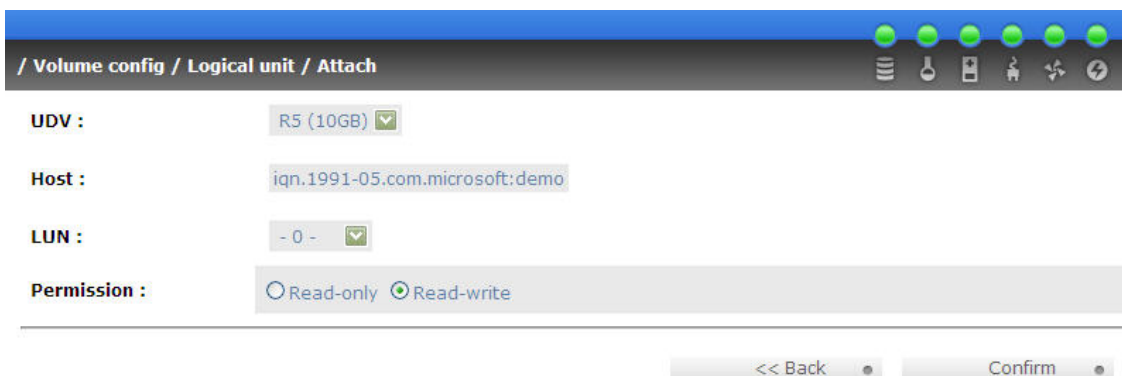 / Volume config / Logical unit / Attach
UDV : R5 (10GB)
Host : iqn.1991-05.com.microsoft:demo
LUN : - 0 -
Permission : Read-only Read-write
<< Back Confirm